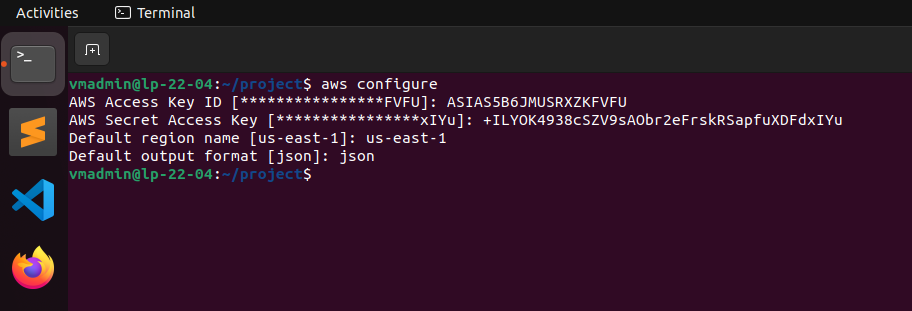 Activities
Terminal
vmadmin@lp-22-04:~/project$ aws configure
AWS Access Key ID [****************FVFU]: ASIAS5B6JMUSRXZKFVFU
AWS Secret Access Key [****************xIYu]: +ILYOK4938cSZV9sAObr2eFrskRSapfuXDFdxIYu
Default region name [us-east-1]: us-east-1
Default output format [json]: json
vmadmin@lp-22-04:~/project$